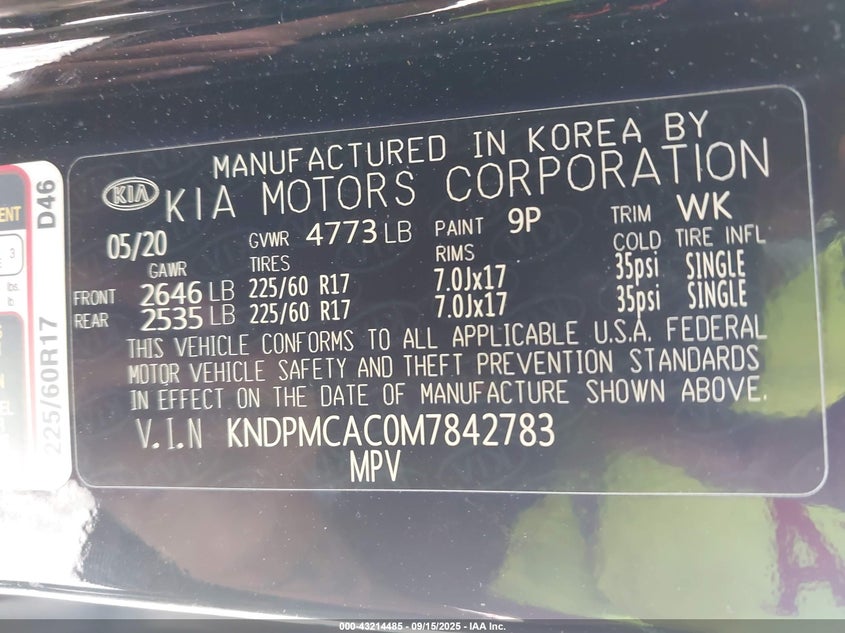 MANUFACTURED IN KOREA BY
KIA KIA MOTORS CORPORATION
05/20 GVWR 4773 LB PAINT 9P TRIM WK
GAWR TIRES RIMS COLD TIRE INFL
FRONT 2646 LB 225/60 R17 7.0Jx17 35psi SINGLE
REAR 2535 LB 225/60 R17 7.0Jx17 35psi SINGLE
THIS VEHICLE CONFORMS TO ALL APPLICABLE U.S.A. FEDERAL
MOTOR VEHICLE SAFETY AND THEFT PREVENTION STANDARDS
IN EFFECT ON THE DATE OF MANUFACTURE SHOWN ABOVE.
V.I.N KNDPMCAC0M7842783
MPV
D46
225/60R17
3
lbs.
lb
000-43214485 - 09/15/2025 - IAA Inc.